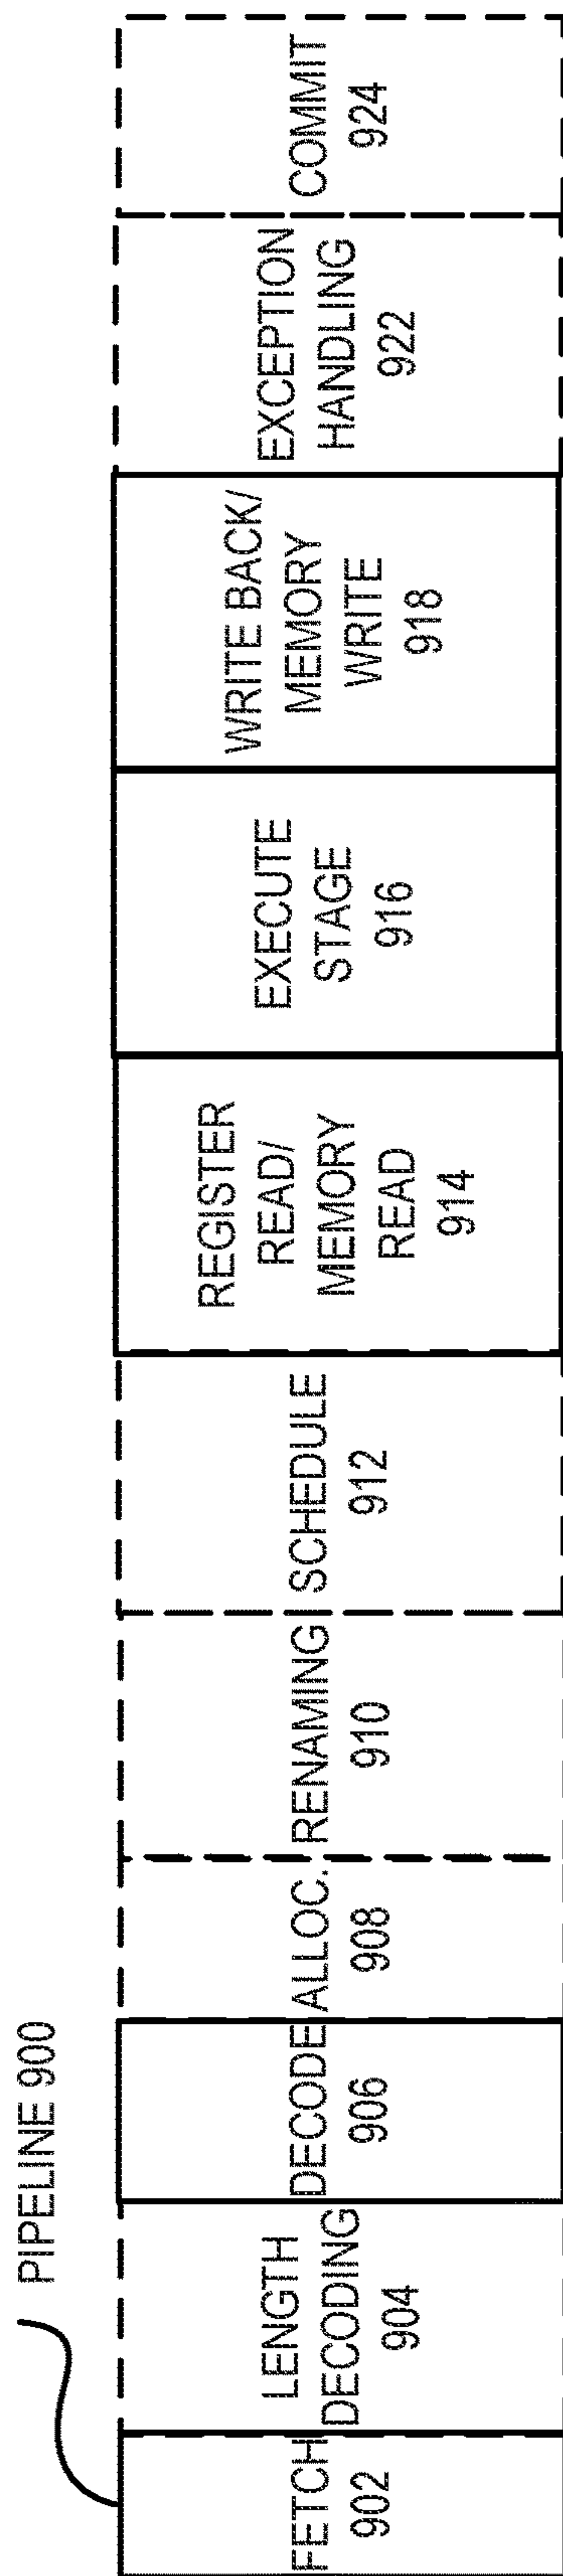 PIPELINE 900
FETCH
902
LENGTH
DECODING
904
DECODE
906
ALLOC.
908
RENAMING
910
SCHEDULE
912
REGISTER
READ/
MEMORY
READ
914
EXECUTE
STAGE
916
WRITE BACK/
MEMORY
WRITE
918
EXCEPTION
HANDLING
922
COMMIT
924